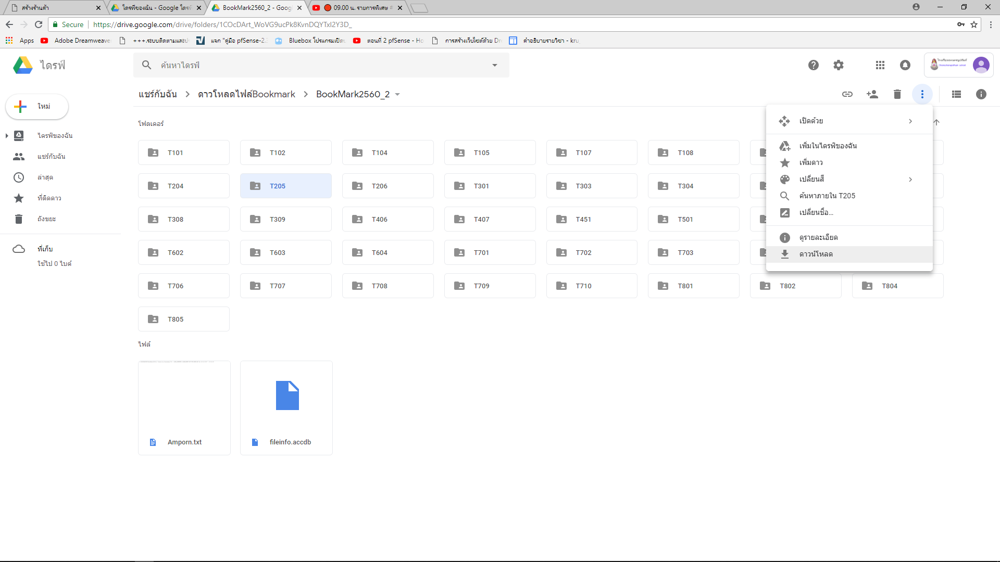 สร้างร้านค้า
ไดรฟ์ของฉัน - Google ไดรฟ์
BookMark2560_2 - Goog
09.00 น. รายการพิเศษ
Secure
https://drive.google.com/drive/folders/1COcDArt_WoVG9ucPk8KvnDQYTxl2Y3D_
Apps
Adobe Dreamweave
+++.ระบบติดตามและป
แจก "คู่มือ pfSense-2.
Bluebox โปรแกรมเปิด
ตอนที่ 2 pfSense - Ho
การสร้างเว็บไซต์ด้วย Dr
คำอธิบายรายวิชา - kru
ไดรฟ์
ค้นหาไดรฟ์
แชร์กับฉัน
ดาวโหลดไฟล์Bookmark
BookMark2560_2
ใหม่
ไดรฟ์ของฉัน
แชร์กับฉัน
ล่าสุด
ที่ติดดาว
ถังขยะ
ที่เก็บ
ใช้ไป 0 ไบต์
โฟลเดอร์
T101 T102 T104 T105 T107 T108
T204 T205 T206 T301 T303 T304
T308 T309 T406 T407 T451 T501
T602 T603 T604 T701 T702 T703
T706 T707 T708 T709 T710 T801 T802 T804
T805
ไฟล์
Amporn.txt
fileinfo.accdb
เปิดด้วย
เพิ่มในไดรฟ์ของฉัน
เพิ่มดาว
เปลี่ยนสี
ค้นหาภายใน T205
เปลี่ยนชื่อ...
ดูรายละเอียด
ดาวน์โหลด